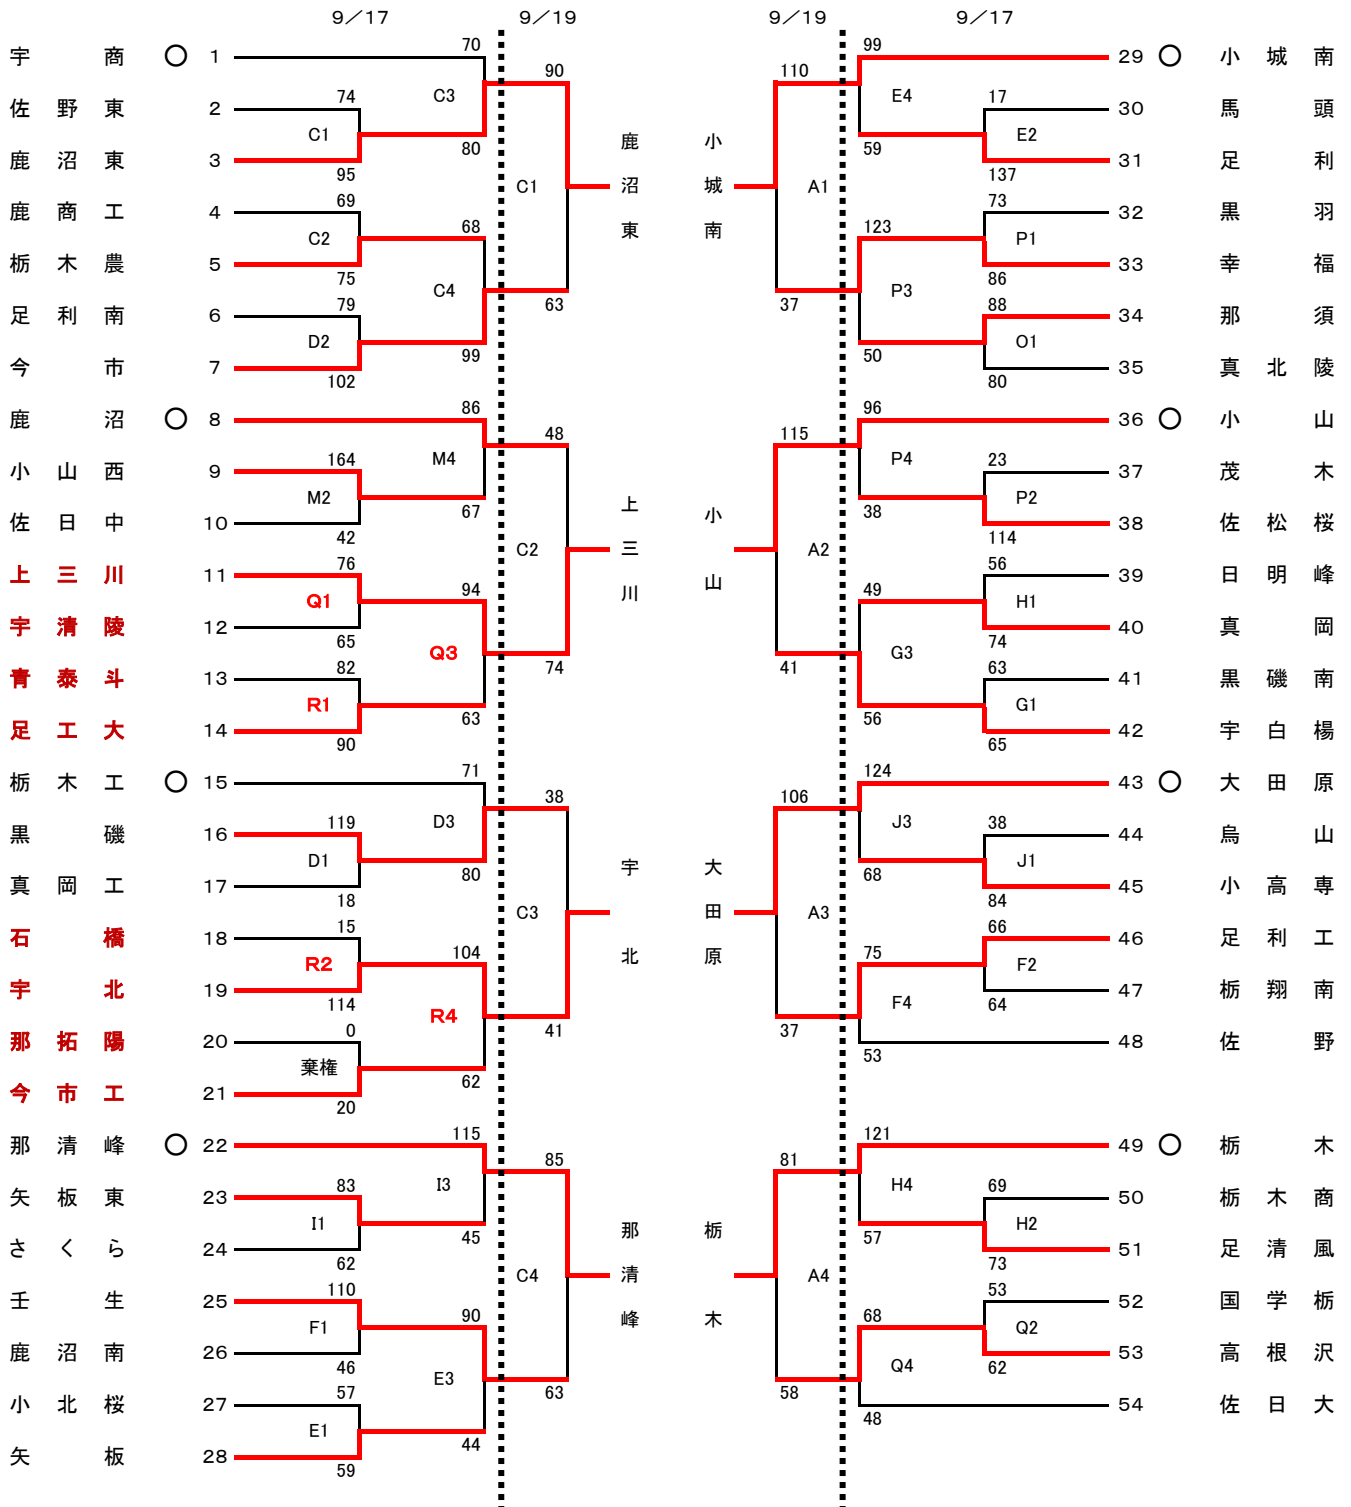 9／17 9／19 9／19 9／17
70 99
宇商 ○ 1 90 110 29 ○ 小城南
C3 E4
佐野東 2 74 17 30 馬頭
C1 E2
鹿沼東 3 80 鹿 小 59 31 足利
95 137
C1 沼 城 A1
鹿商工 4 69 73 32 黒羽
C2 68 東 南 123 P1
栃木農 5 75 86 33 幸福
C4 63 37 P3
足利南 6 79 88 34 那須
D2 O1
今市 7 102 99 50 80 35 真北陵
86 96
鹿沼 ○ 8 48 115 36 ○ 小山
M4 P4
小山西 9 164 23 37 茂木
M2 P2
佐日中 10 42 67 上 小 38 114 38 佐松桜
C2 三 A2
上三川 11 76 56 39 日明峰
Q1 94 川 山 49 H1
宇清陵 12 65 74 40 真岡
Q3 74 41 G3
青泰斗 13 82 63 41 黒磯南
R1 G1
足工大 14 90 63 56 65 42 宇白楊
71 124
栃木工 ○ 15 38 106 43 ○ 大田原
D3 J3
黒磯 16 119 38 44 烏山
D1 J1
真岡工 17 18 80 宇 大 68 84 45 小高専
C3 田 A3
石橋 18 15 66 46 足利工
R2 104 北 原 75 F2
宇北 19 114 64 47 栃翔南
R4 41 37 F4
那拓陽 20 0 53 48 佐野
棄権
今市工 21 20 62
115 121
那清峰 ○ 22 85 81 49 ○ 栃木
I3 H4
矢板東 23 83 69 50 栃木商
I1 H2
さくら 24 62 45 那 栃 57 73 51 足清風
C4 清 A4
壬生 25 110 53 52 国学栃
F1 90 峰 木 68 Q2
鹿沼南 26 46 62 53 高根沢
E3 63 58 Q4
小北桜 27 57 48 54 佐日大
E1
矢板 28 59 44